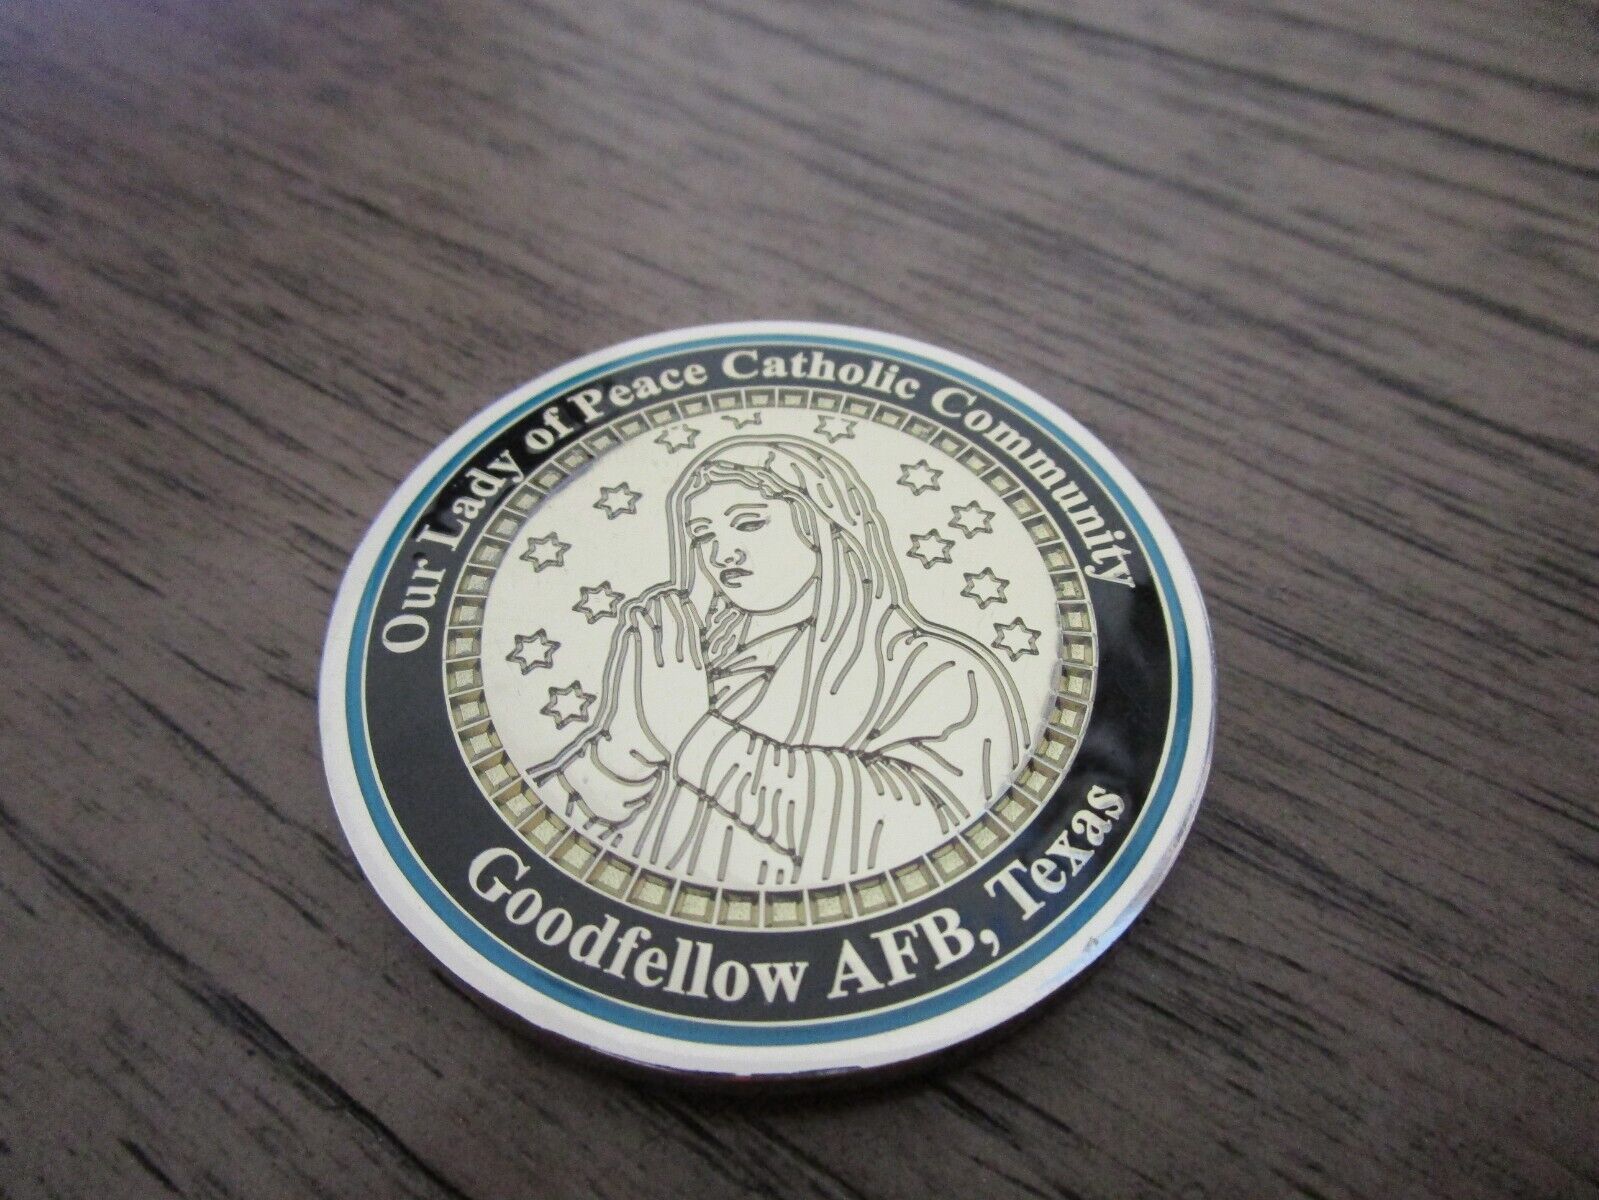 Our Lady of Peace Catholic Community
Goodfellow AFB, Texas